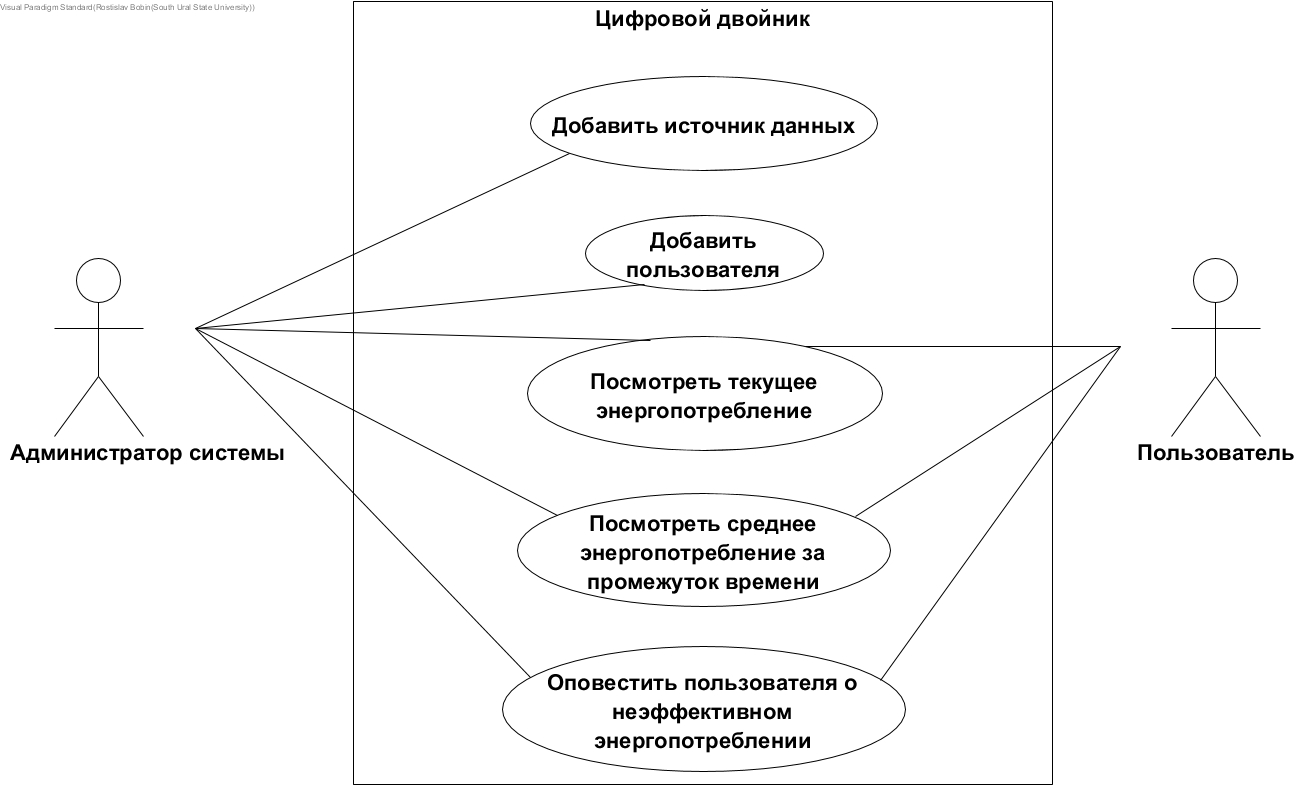 Visual Paradigm Standard(Rostislav Bobin(South Ural State University))
Цифровой двойник
Добавить источник данных
Добавить
пользователя
Посмотреть текущее
энергопотребление
Администратор системы
Пользователь
Посмотреть среднее
энергопотребление за
промежуток времени
Оповестить пользователя о
неэффективном
энергопотреблении